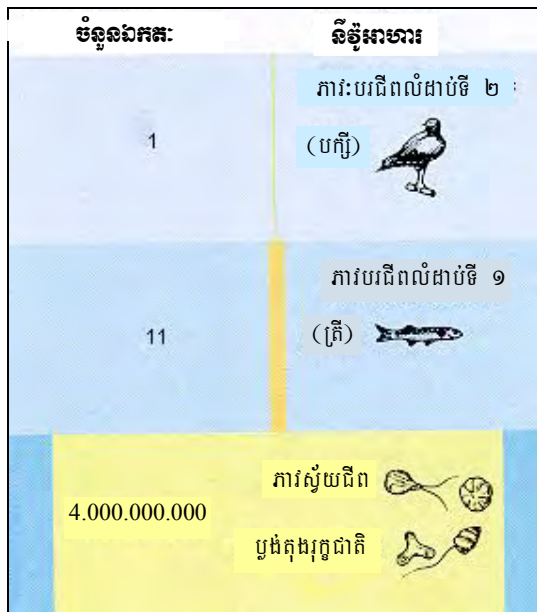 ចំនួនឯកតៈ នីវ៉ូអាហារ
ភាវៈបរជីពលំដាប់ទី ២
1 (បក្សី)
ភាវបរជីពលំដាប់ទី ១
11 (ត្រី)
ភាវស្វ័យជីព
4.000.000.000
ប្លង់តុងរុក្ខជាតិ